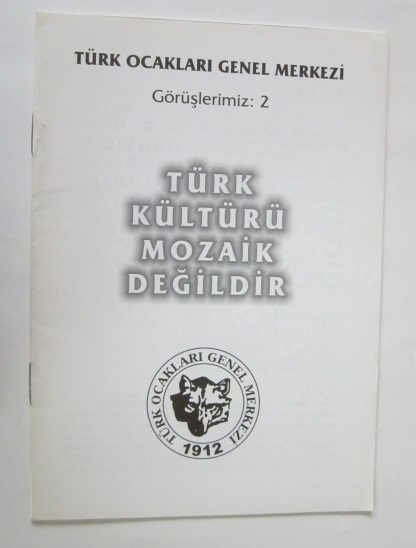 TÜRK OCAKLARI GENEL MERKEZİ
Görüşlerimiz: 2
TÜRK
KÜLTÜRÜ
MOZAİK
DEĞİLDİR
TÜRK OCAKLARI GENEL MERKEZİ
1912